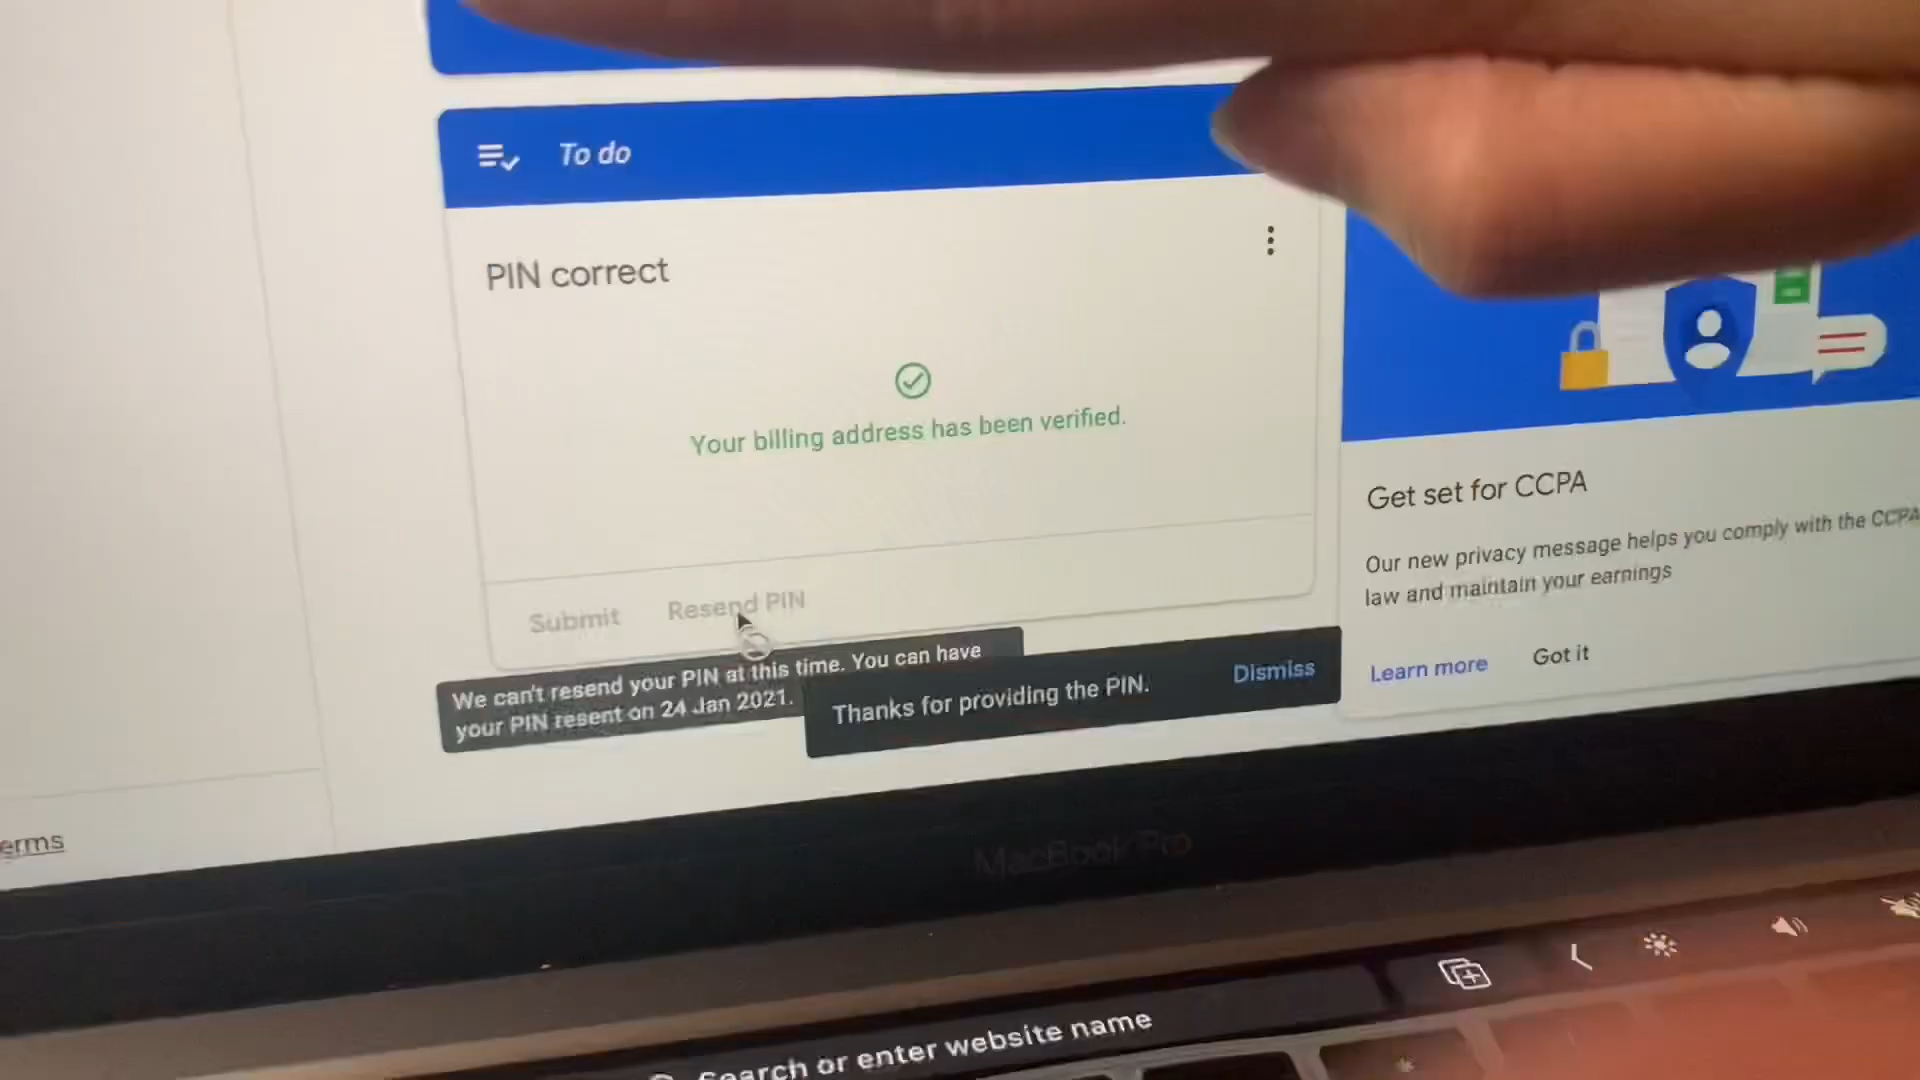 To do
PIN correct
Your billing address has been verified.
Submit
Resend PIN
We can't resend your PIN at this time. You can have
your PIN resent on 24 Jan 2021.
Thanks for providing the PIN.
Dismiss
Get set for CCPA
Our new privacy message helps you comply with the CCPA
law and maintain your earnings
Learn more
Got it
erms
MacBook Pro
Search or enter website name